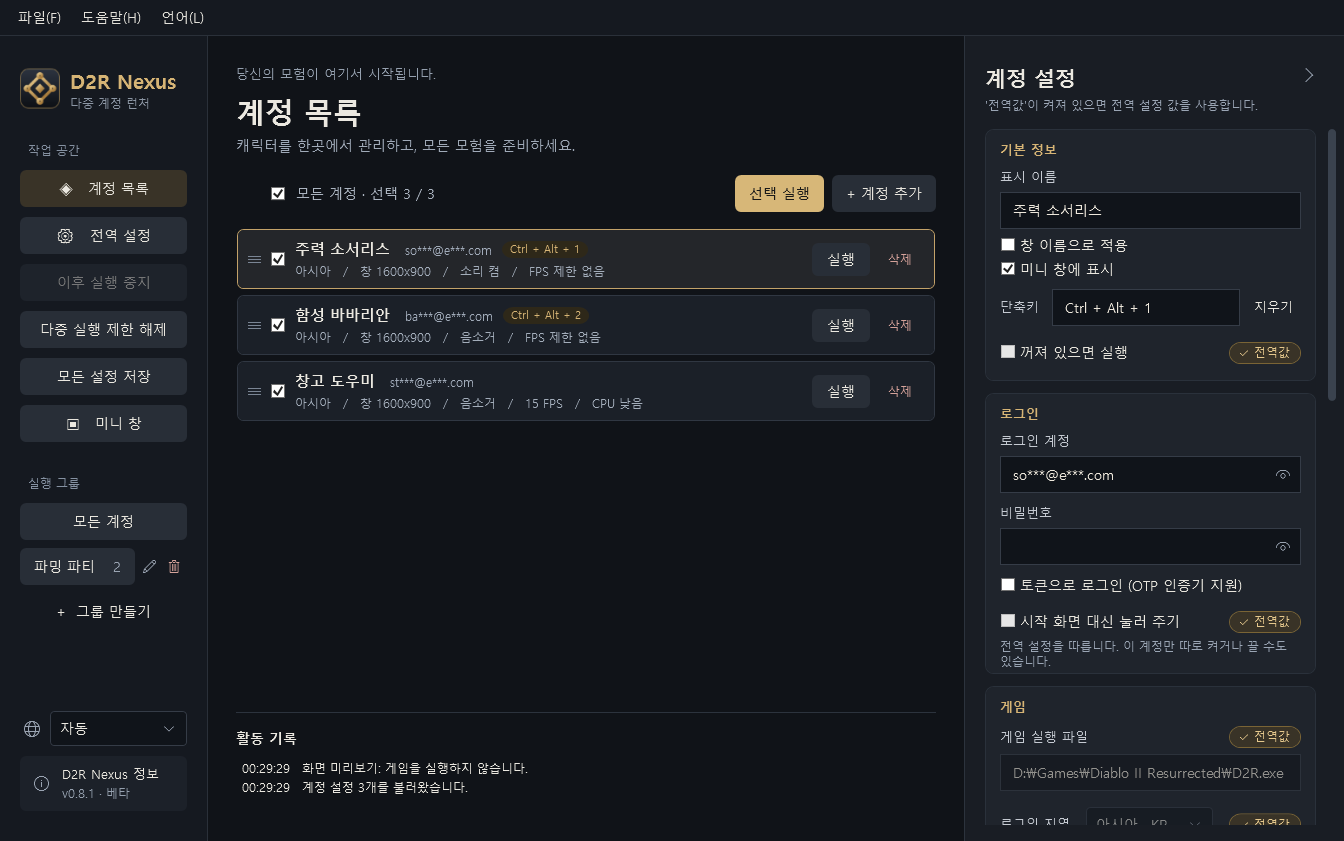 파일(F) 도움말(H) 언어(L)
D2R Nexus
다중 계정 런처
작업 공간
계정 목록
전역 설정
이후 실행 중지
다중 실행 제한 해제
모든 설정 저장
미니 창
실행 그룹
모든 계정
파밍 파티 2
+ 그룹 만들기
자동
D2R Nexus 정보
v0.8.1 · 베타
당신의 모험이 여기서 시작됩니다.
계정 목록
캐릭터를 한곳에서 관리하고, 모든 모험을 준비하세요.
모든 계정 · 선택 3 / 3 선택 실행 + 계정 추가
주력 소서리스 so***@e***.com Ctrl + Alt + 1
아시아 / 창 1600x900 / 소리 켬 / FPS 제한 없음
실행 삭제
함성 바바리안 ba***@e***.com Ctrl + Alt + 2
아시아 / 창 1600x900 / 음소거 / FPS 제한 없음
실행 삭제
창고 도우미 st***@e***.com
아시아 / 창 1600x900 / 음소거 / 15 FPS / CPU 낮음
실행 삭제
활동 기록
00:29:29 화면 미리보기: 게임을 실행하지 않습니다.
00:29:29 계정 설정 3개를 불러왔습니다.
계정 설정
'전역값'이 켜져 있으면 전역 설정 값을 사용합니다.
기본 정보
표시 이름
주력 소서리스
창 이름으로 적용
미니 창에 표시
단축키 Ctrl + Alt + 1 지우기
꺼져 있으면 실행 ✓ 전역값
로그인
로그인 계정
so***@e***.com
비밀번호
토큰으로 로그인 (OTP 인증기 지원)
시작 화면 대신 눌러 주기 ✓ 전역값
전역 설정을 따릅니다. 이 계정만 따로 켜거나 끌 수도
있습니다.
게임
게임 실행 파일 ✓ 전역값
D:₩Games₩Diablo II Resurrected₩D2R.exe
로그인 지역 아시아 · KR ✓ 전역값